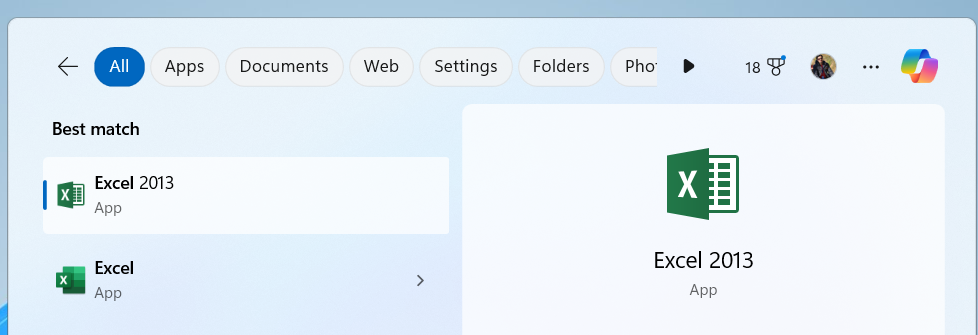 All Apps Documents Web Settings Folders 18
Best match
Excel 2013
App
Excel
App
Excel 2013
App